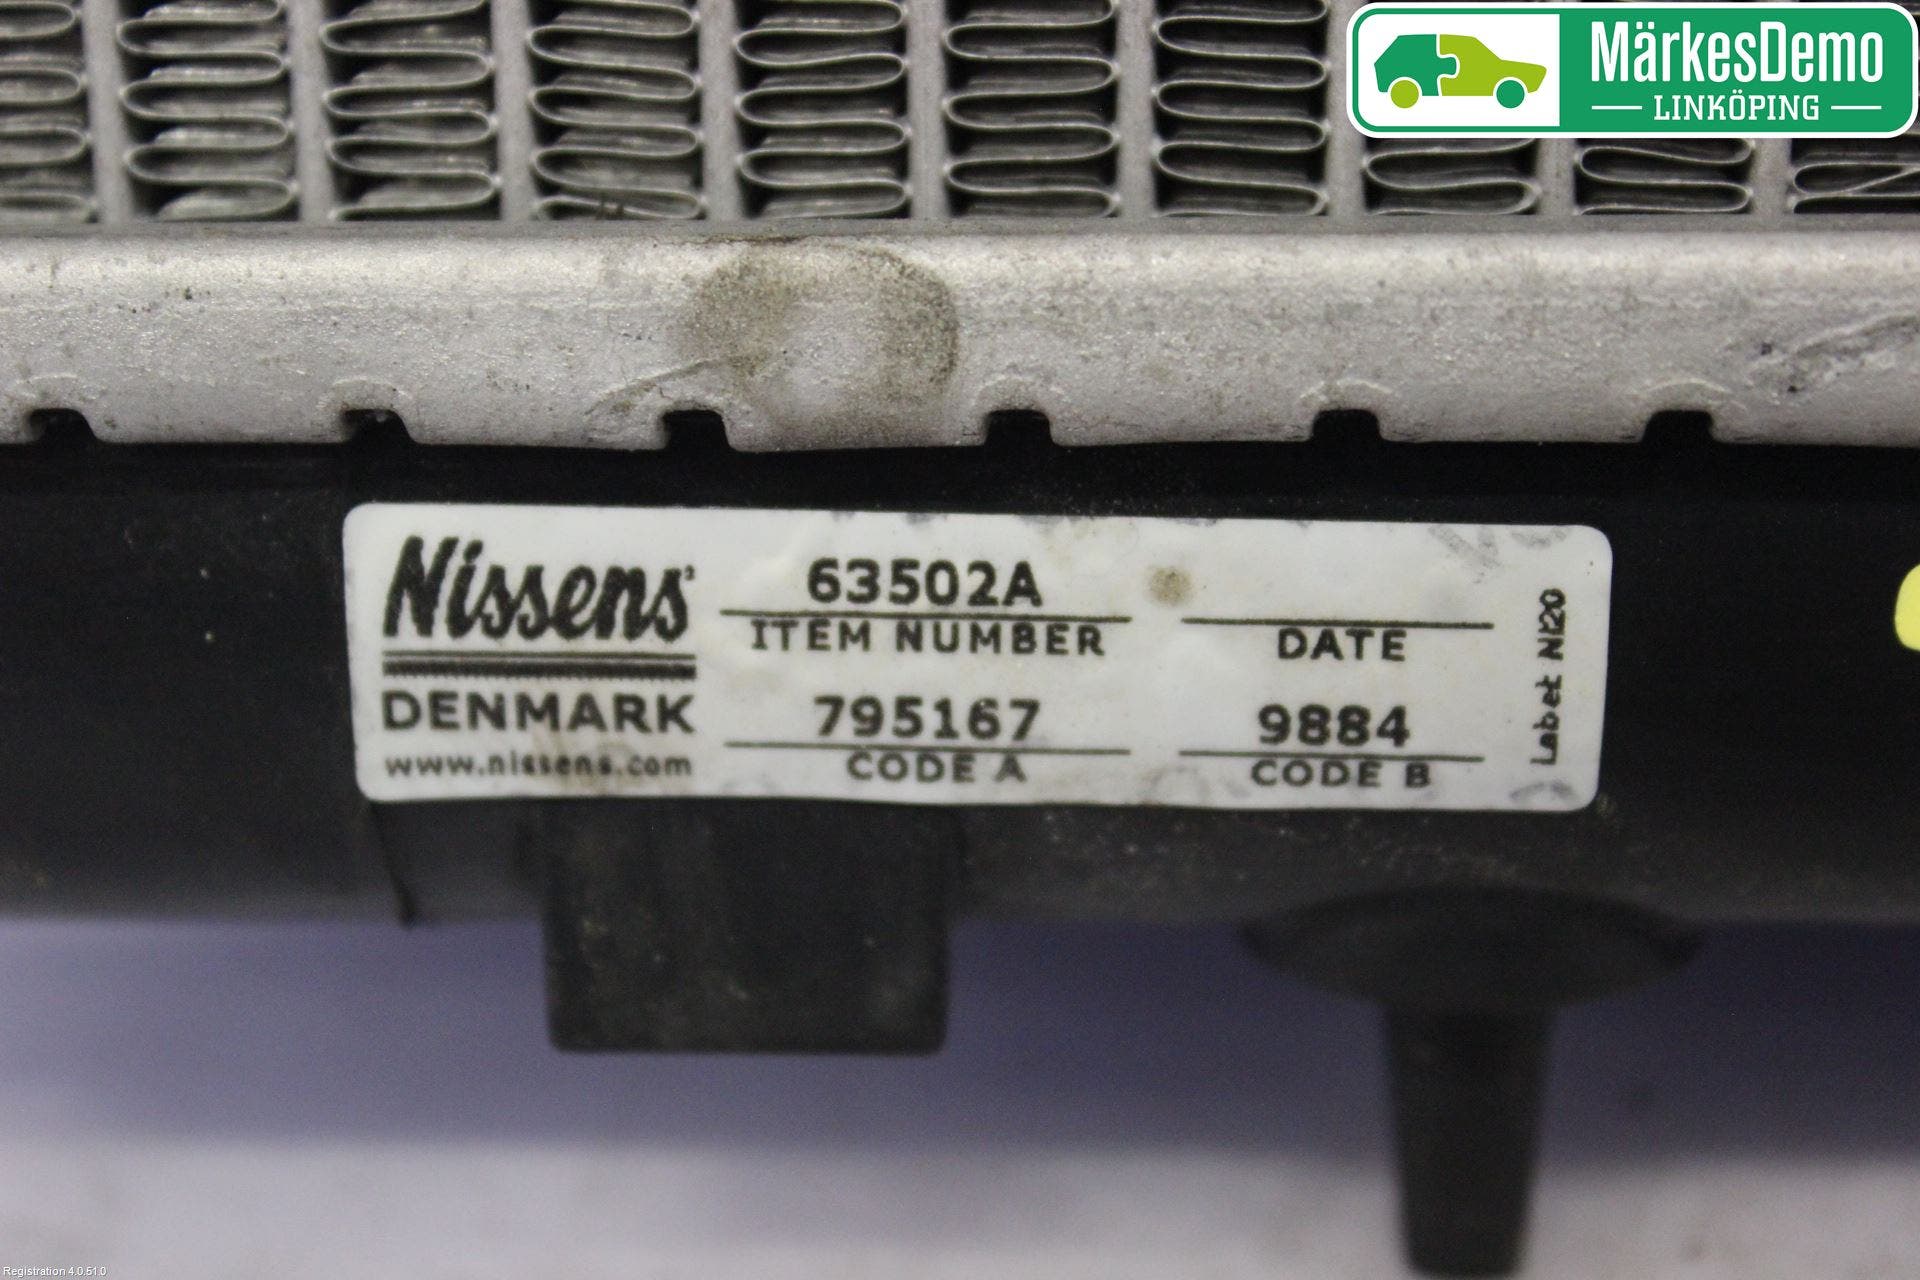 MärkesDemo
LINKÖPING
Nissens
DENMARK
www.nissens.com
63502A
ITEM NUMBER
795167
CODE A
DATE
9884
CODE B
Label N120
Registration 4.0.51.0